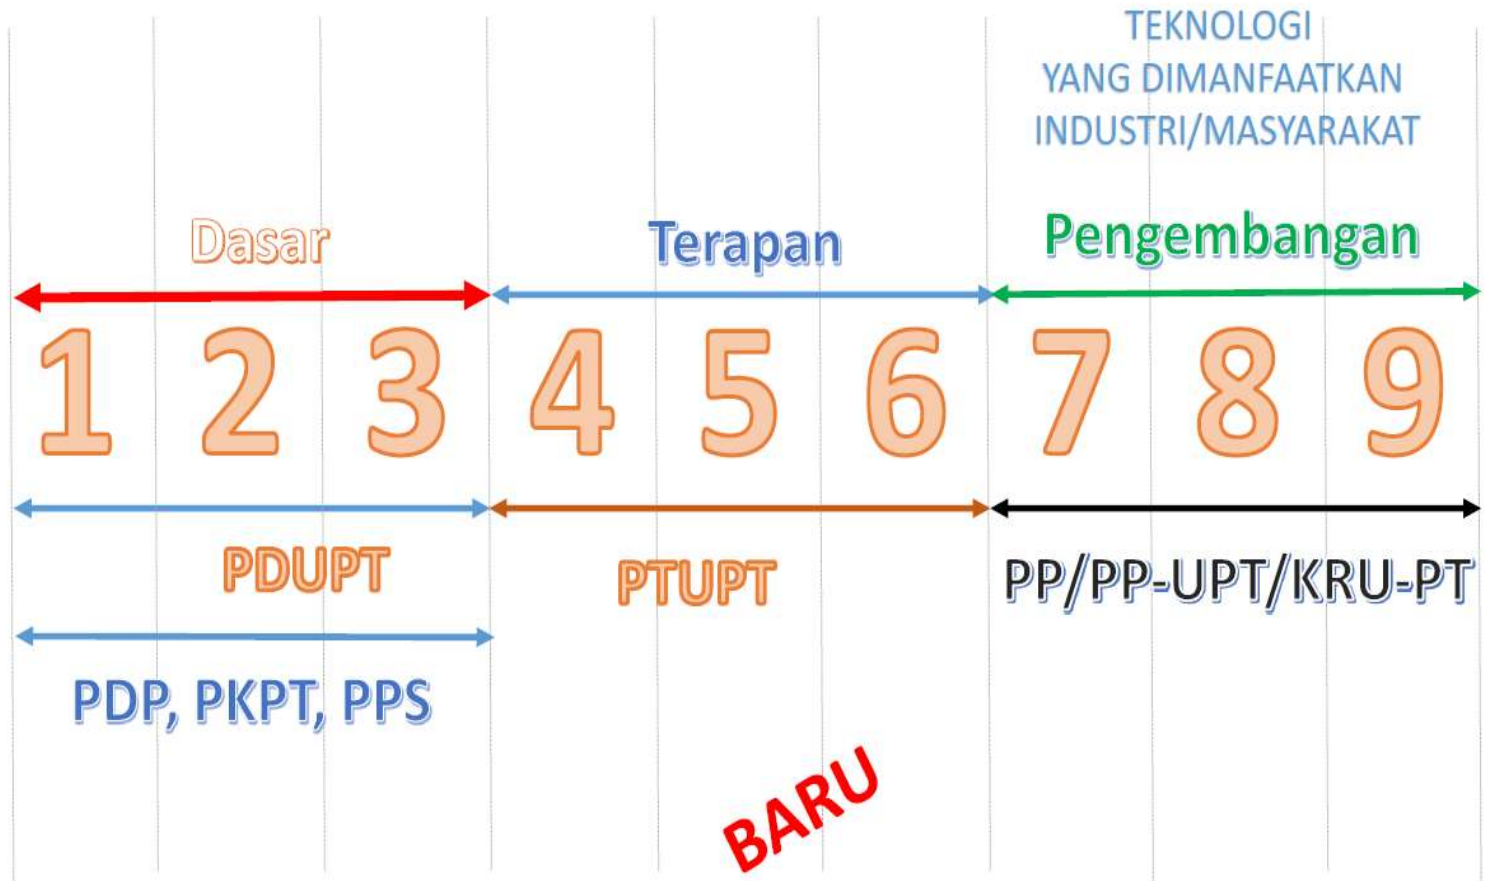 TEKNOLOGI
YANG DIMANFAATKAN
INDUSTRI/MASYARAKAT
Dasar Terapan Pengembangan
1 2 3 4 5 6 7 8 9
PDUPT PTUPT PP/PP-UPT/KRU-PT
PDP, PKPT, PPS
BARU